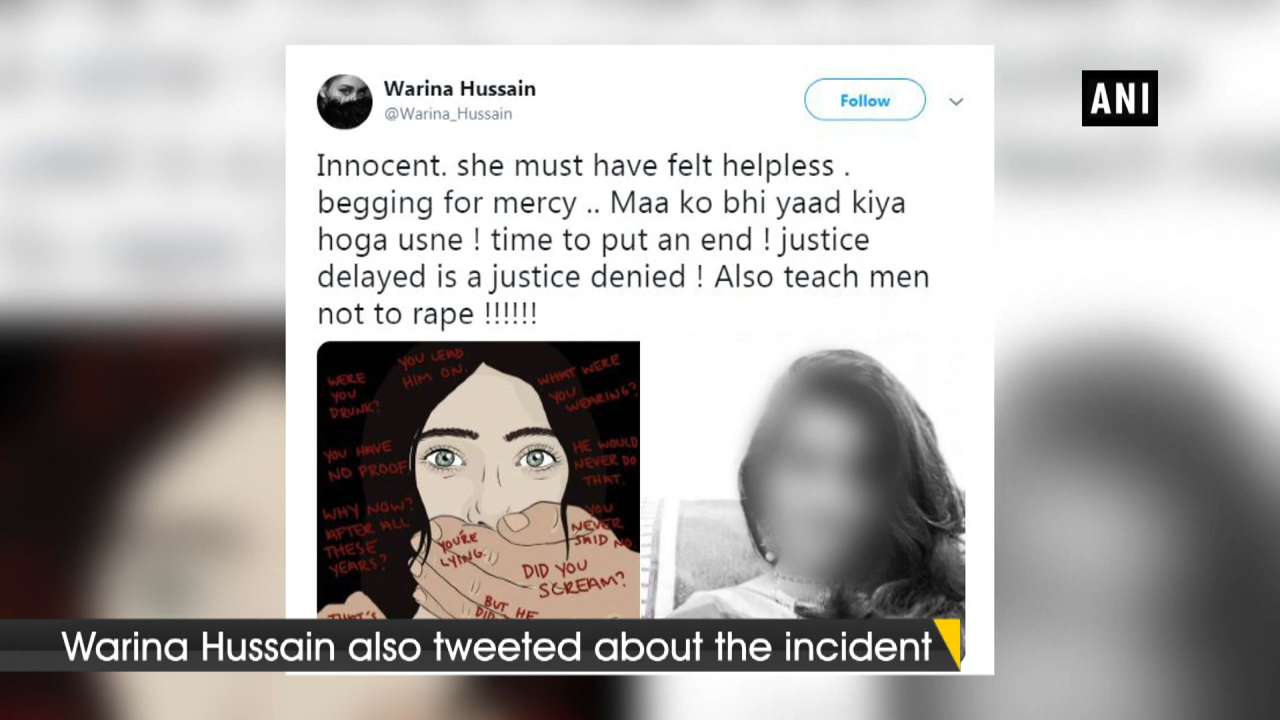 ANI
Warina Hussain
@Warina_Hussain
Follow
Innocent. she must have felt helpless .
begging for mercy .. Maa ko bhi yaad kiya
hoga usne ! time to put an end ! justice
delayed is a justice denied ! Also teach men
not to rape !!!!!!
YOU LEAD
HIM ON.
WERE
YOU
DRUNK?
WHAT WERE
YOU
WEARING?
YOU HAVE
NO PROOF
HE WOULD
NEVER DO
THAT.
WHY NOW?
AFTER ALL
THESE
YEARS?
YOU
NEVER
SAID NO
YOU'RE
LYING.
DID YOU
SCREAM?
BUT HE
THAT'S
Warina Hussain also tweeted about the incident